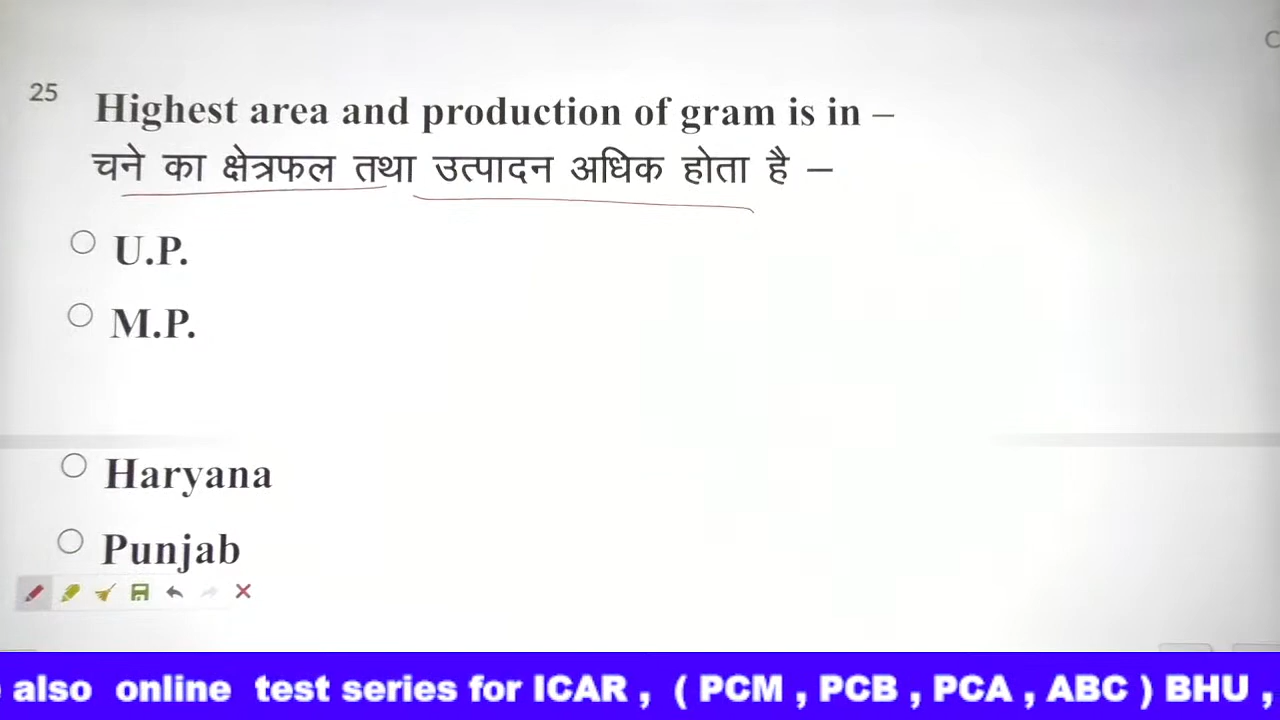 25
Highest area and production of gram is in –
चने का क्षेत्रफल तथा उत्पादन अधिक होता है –
U.P.
M.P.
Haryana
Punjab
also online test series for ICAR , ( PCM , PCB , PCA , ABC ) BHU ,